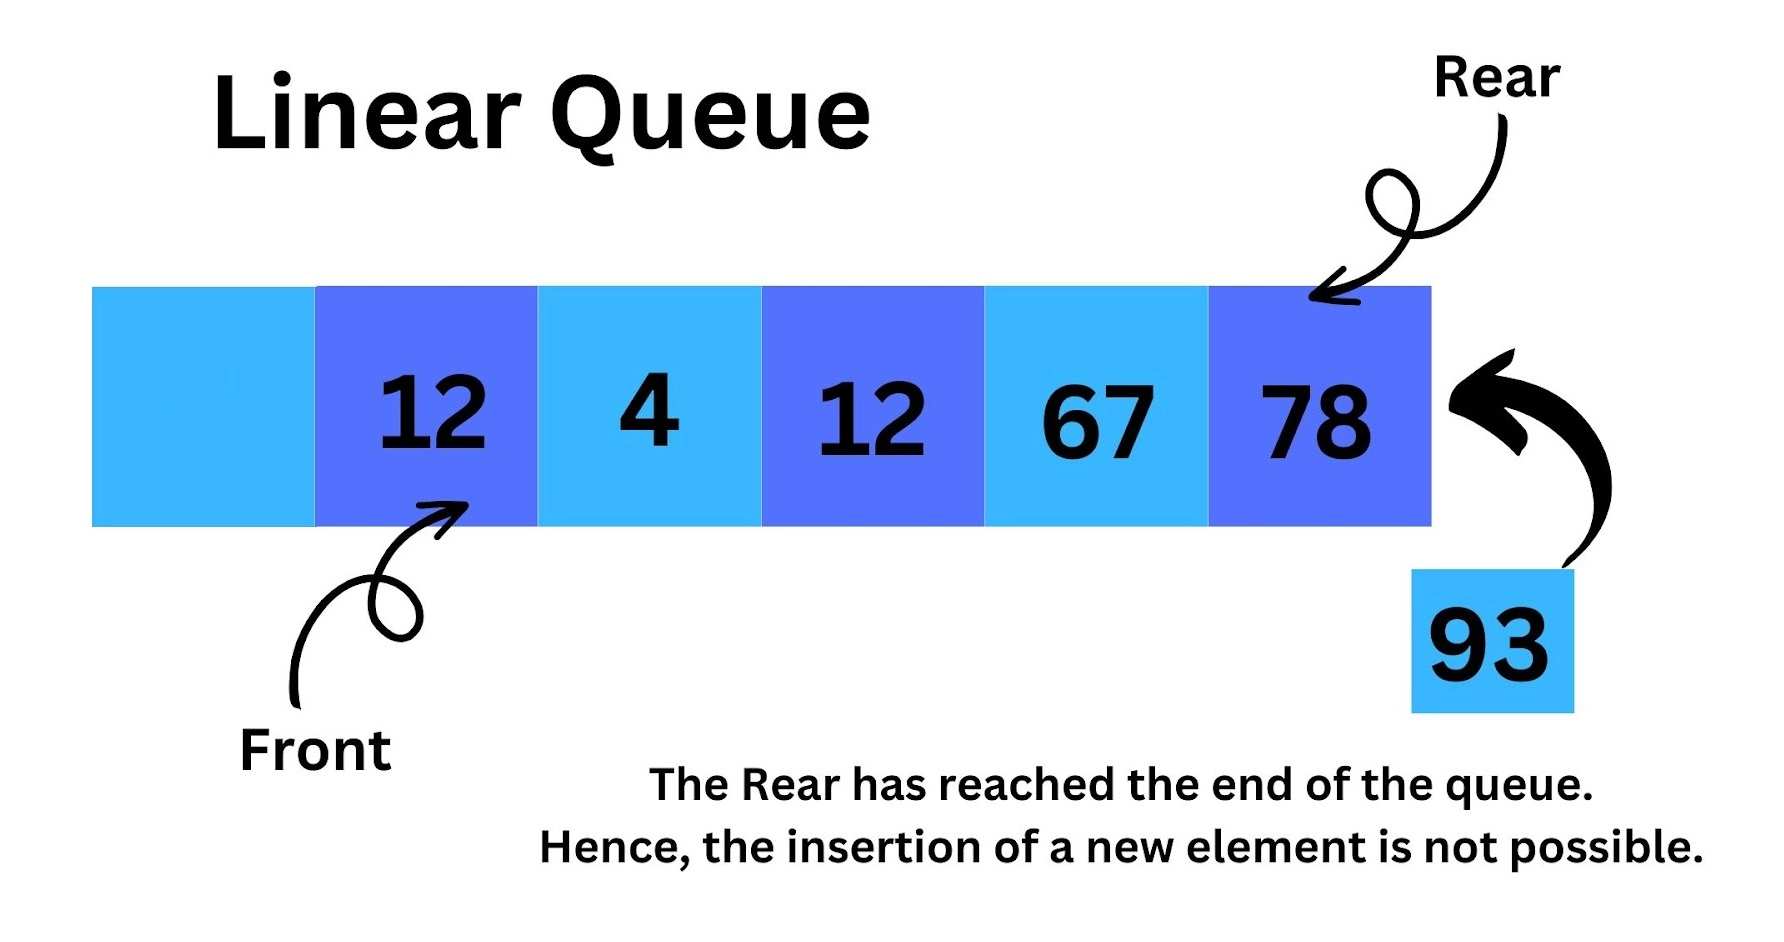 Linear Queue
Rear
12 4 12 67 78
93
Front
The Rear has reached the end of the queue.
Hence, the insertion of a new element is not possible.